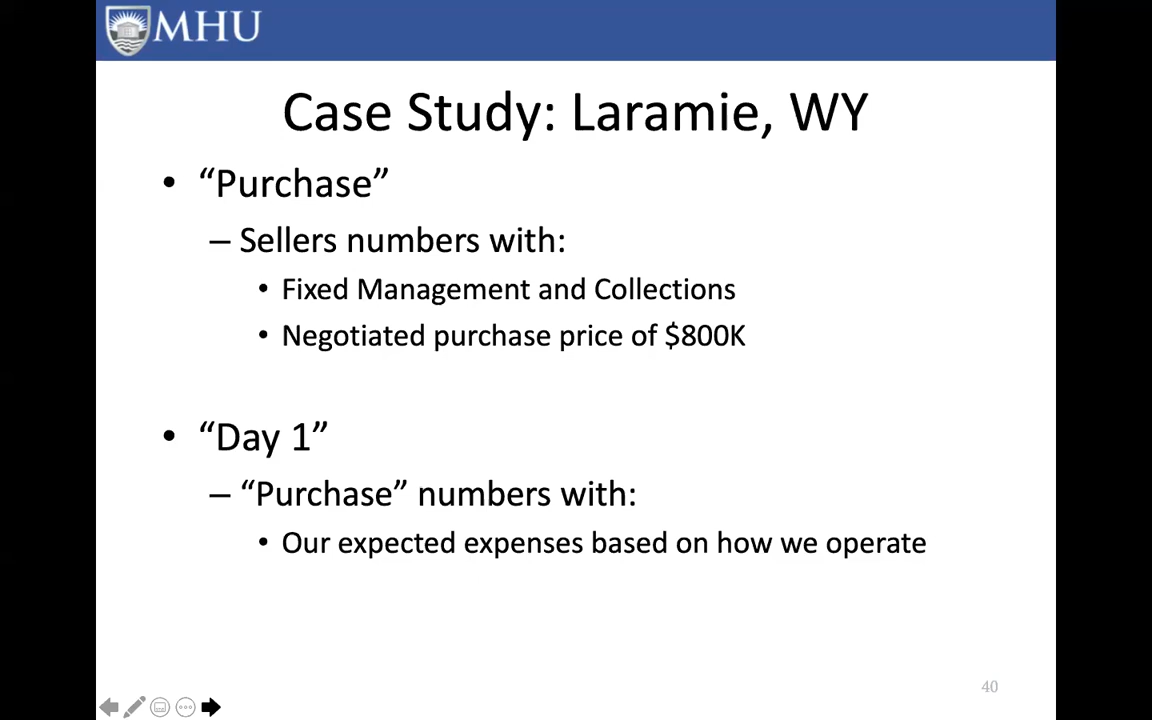 MHU
Case Study: Laramie, WY
• “Purchase”
– Sellers numbers with:
• Fixed Management and Collections
• Negotiated purchase price of $800K
• “Day 1”
– “Purchase” numbers with:
• Our expected expenses based on how we operate
40